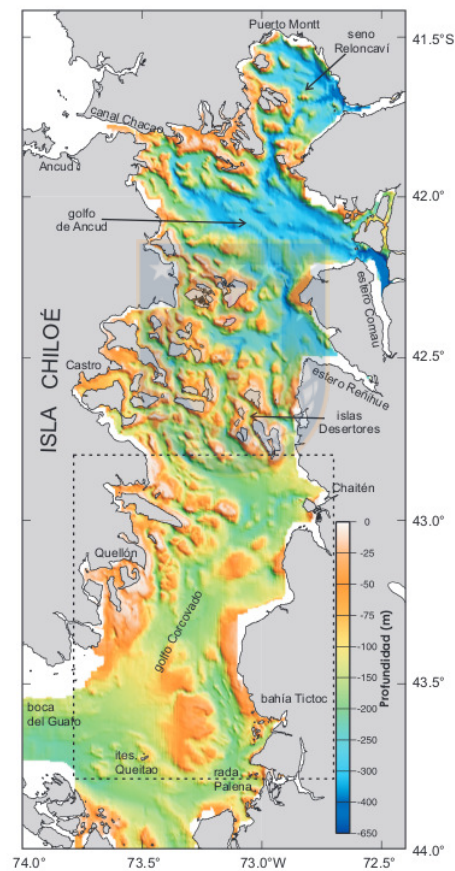 Puerto Montt
41.5°S
seno
Reloncaví
canal Chacao
Ancud
42.0°
golfo
de Ancud
estero Comau
ISLA CHILOÉ
42.5°
Castro
estero Reñihue
islas
Desertores
Chaitén
43.0°
0
-25
-50
-75
-100
-150
-200
-250
-300
-400
-650
Profundidad (m)
Quellón
golfo Corcovado
bahía Tictoc
43.5°
boca
del Guafo
ites.
Queitao
rada
Palena
44.0°
74.0°
73.5°
73.0°W
72.5°